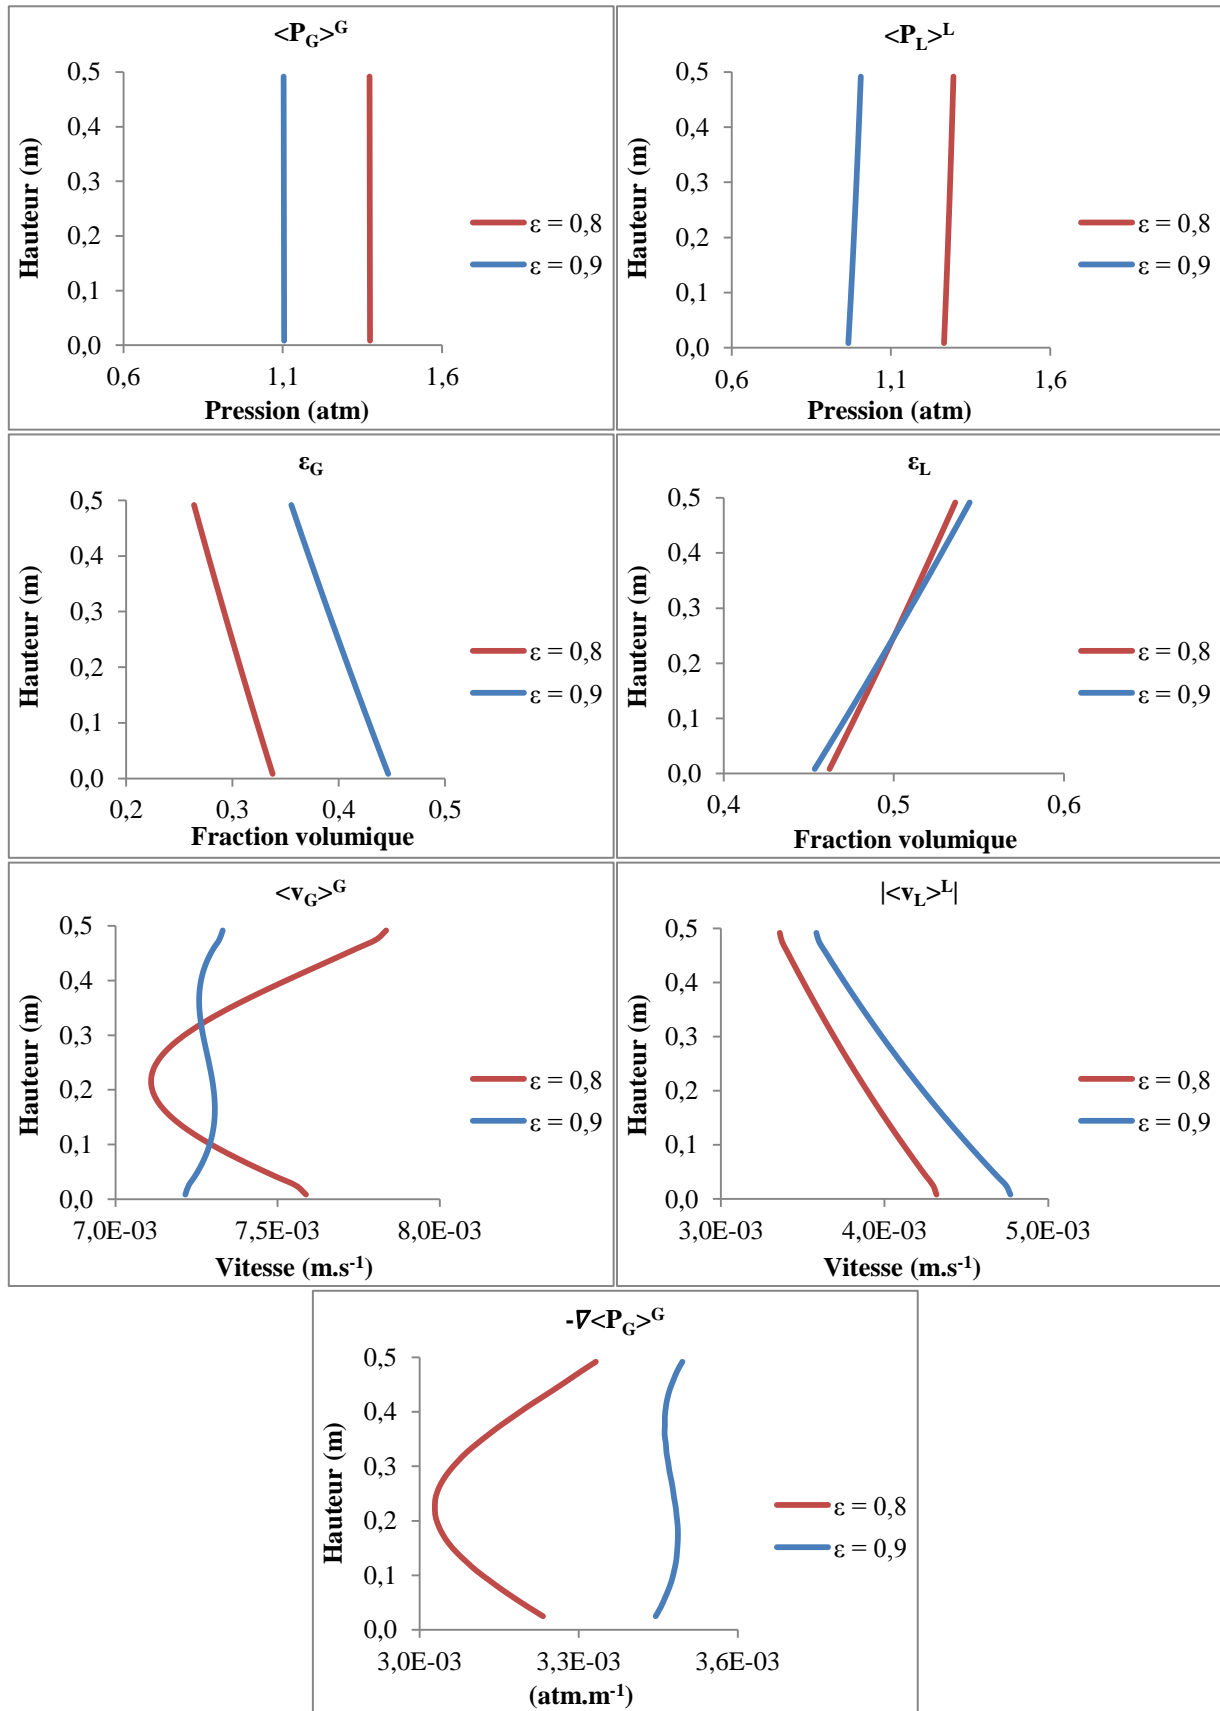 <P_G>^G
Hauteur (m)
0,5
0,4
0,3
0,2
0,1
0,0
0,6 1,1 1,6
Pression (atm)
ε = 0,8
ε = 0,9
<P_L>^L
Hauteur (m)
0,5
0,4
0,3
0,2
0,1
0,0
0,6 1,1 1,6
Pression (atm)
ε = 0,8
ε = 0,9
ε_G
Hauteur (m)
0,5
0,4
0,3
0,2
0,1
0,0
0,2 0,3 0,4 0,5
Fraction volumique
ε = 0,8
ε = 0,9
ε_L
Hauteur (m)
0,5
0,4
0,3
0,2
0,1
0,0
0,4 0,5 0,6
Fraction volumique
ε = 0,8
ε = 0,9
<v_G>^G
Hauteur (m)
0,5
0,4
0,3
0,2
0,1
0,0
7,0E-03 7,5E-03 8,0E-03
Vitesse (m.s⁻¹)
ε = 0,8
ε = 0,9
|<v_L>^L|
Hauteur (m)
0,5
0,4
0,3
0,2
0,1
0,0
3,0E-03 4,0E-03 5,0E-03
Vitesse (m.s⁻¹)
ε = 0,8
ε = 0,9
-∇<P_G>^G
Hauteur (m)
0,5
0,4
0,3
0,2
0,1
0,0
3,0E-03 3,3E-03 3,6E-03
(atm.m⁻¹)
ε = 0,8
ε = 0,9